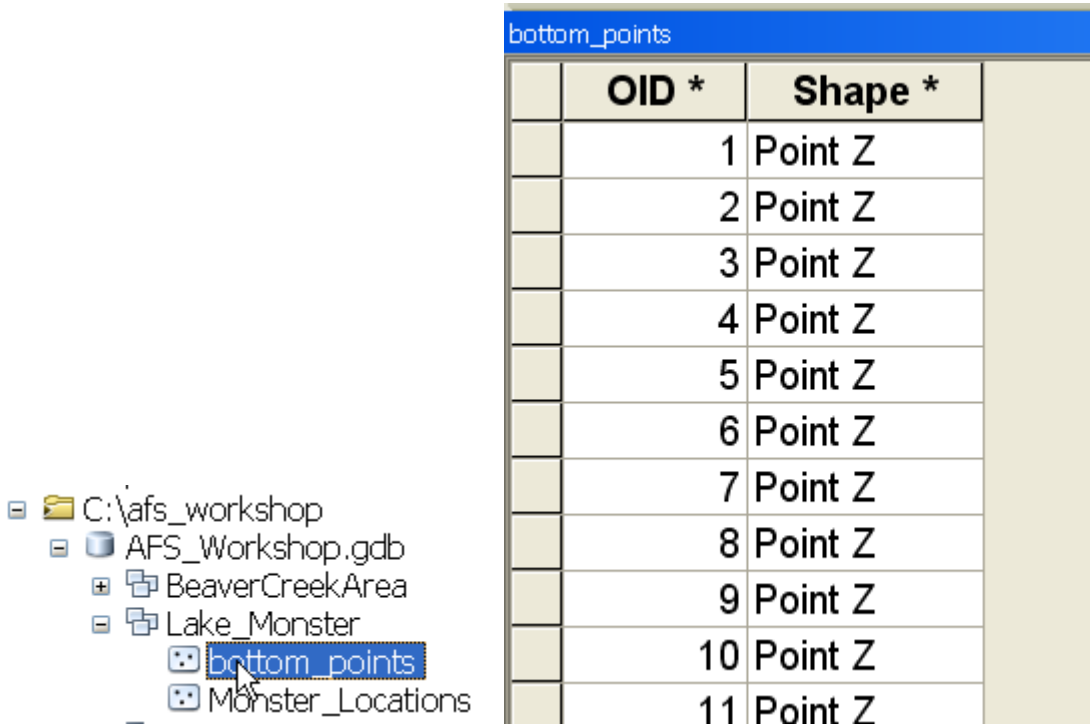 bottom_points
OID * Shape *
1 Point Z
2 Point Z
3 Point Z
4 Point Z
5 Point Z
6 Point Z
7 Point Z
8 Point Z
9 Point Z
10 Point Z
11 Point Z
C:\afs_workshop
AFS_Workshop.gdb
BeaverCreekArea
Lake_Monster
bottom_points
Monster_Locations